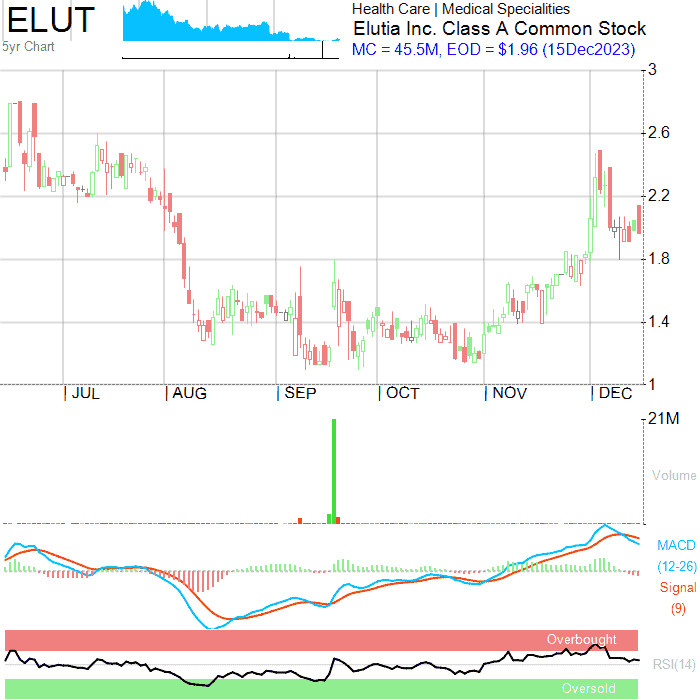 ELUT
5yr Chart
Health Care | Medical Specialities
Elutia Inc. Class A Common Stock
MC = 45.5M, EOD = $1.96 (15Dec2023)
3
2.6
2.2
1.8
1.4
1
| JUL | AUG | SEP | OCT | NOV | DEC
21M
Volume
MACD
(12-26)
Signal
(9)
Overbought
RSI(14)
Oversold